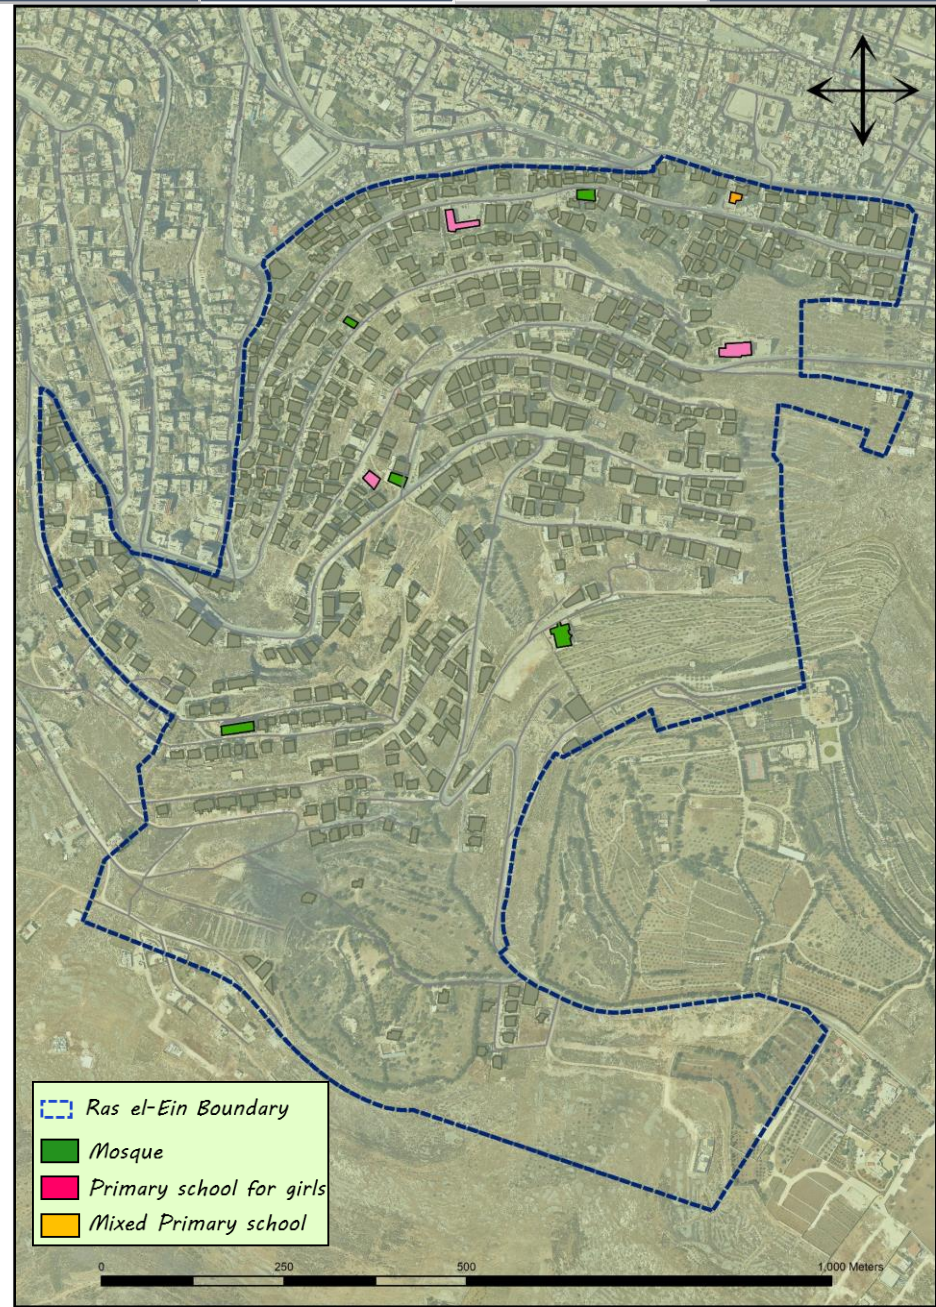 Ras el-Ein Boundary
Mosque
Primary school for girls
Mixed Primary school
0 250 500 1,000 Meters